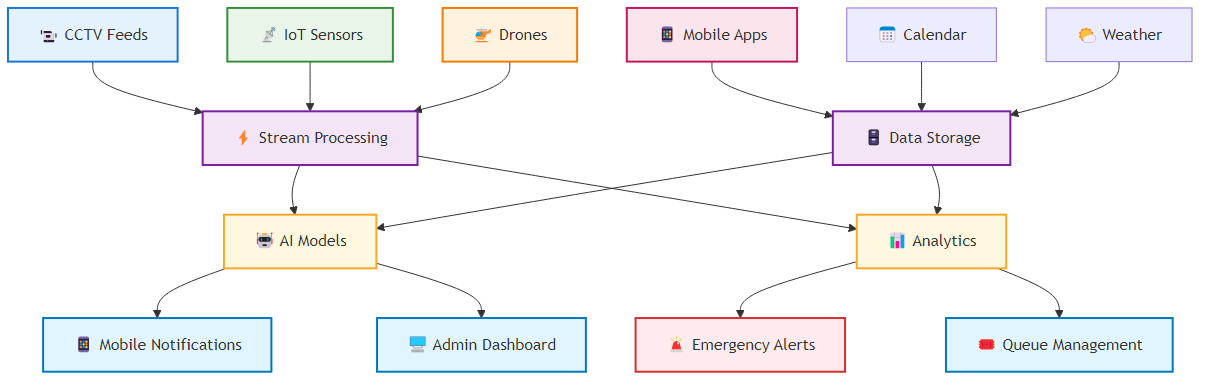 CCTV Feeds
IoT Sensors
Drones
Mobile Apps
Calendar
Weather
Stream Processing
Data Storage
AI Models
Analytics
Mobile Notifications
Admin Dashboard
Emergency Alerts
Queue Management